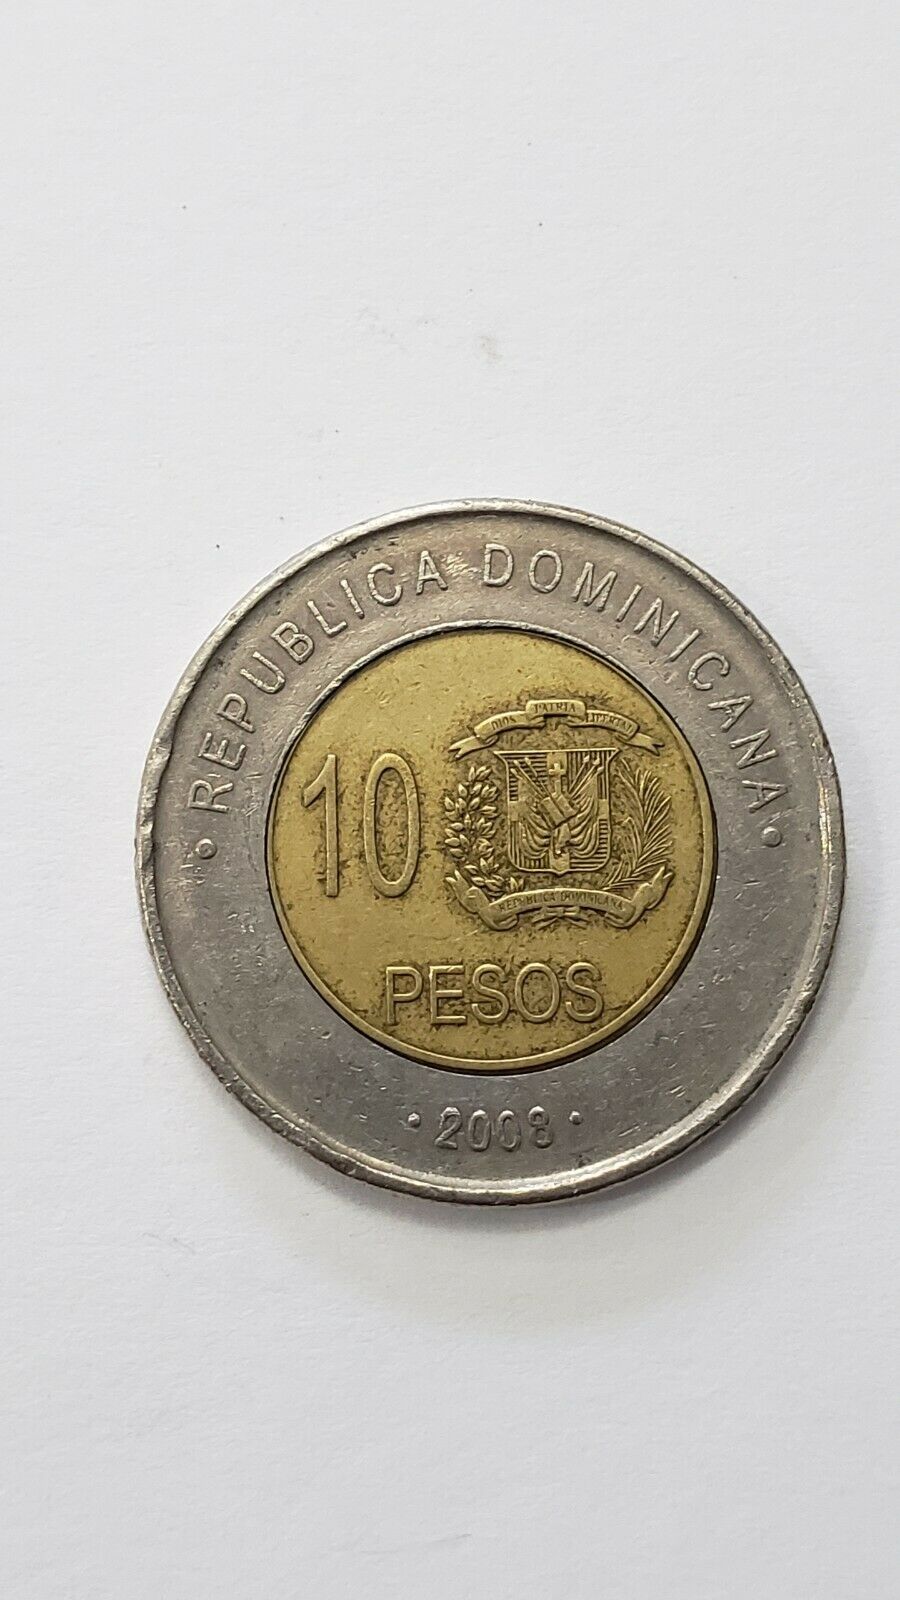 REPUBLICA DOMINICANA
DIOS PATRIA LIBERTAD
10
REPUBLICA DOMINICANA
PESOS
2008